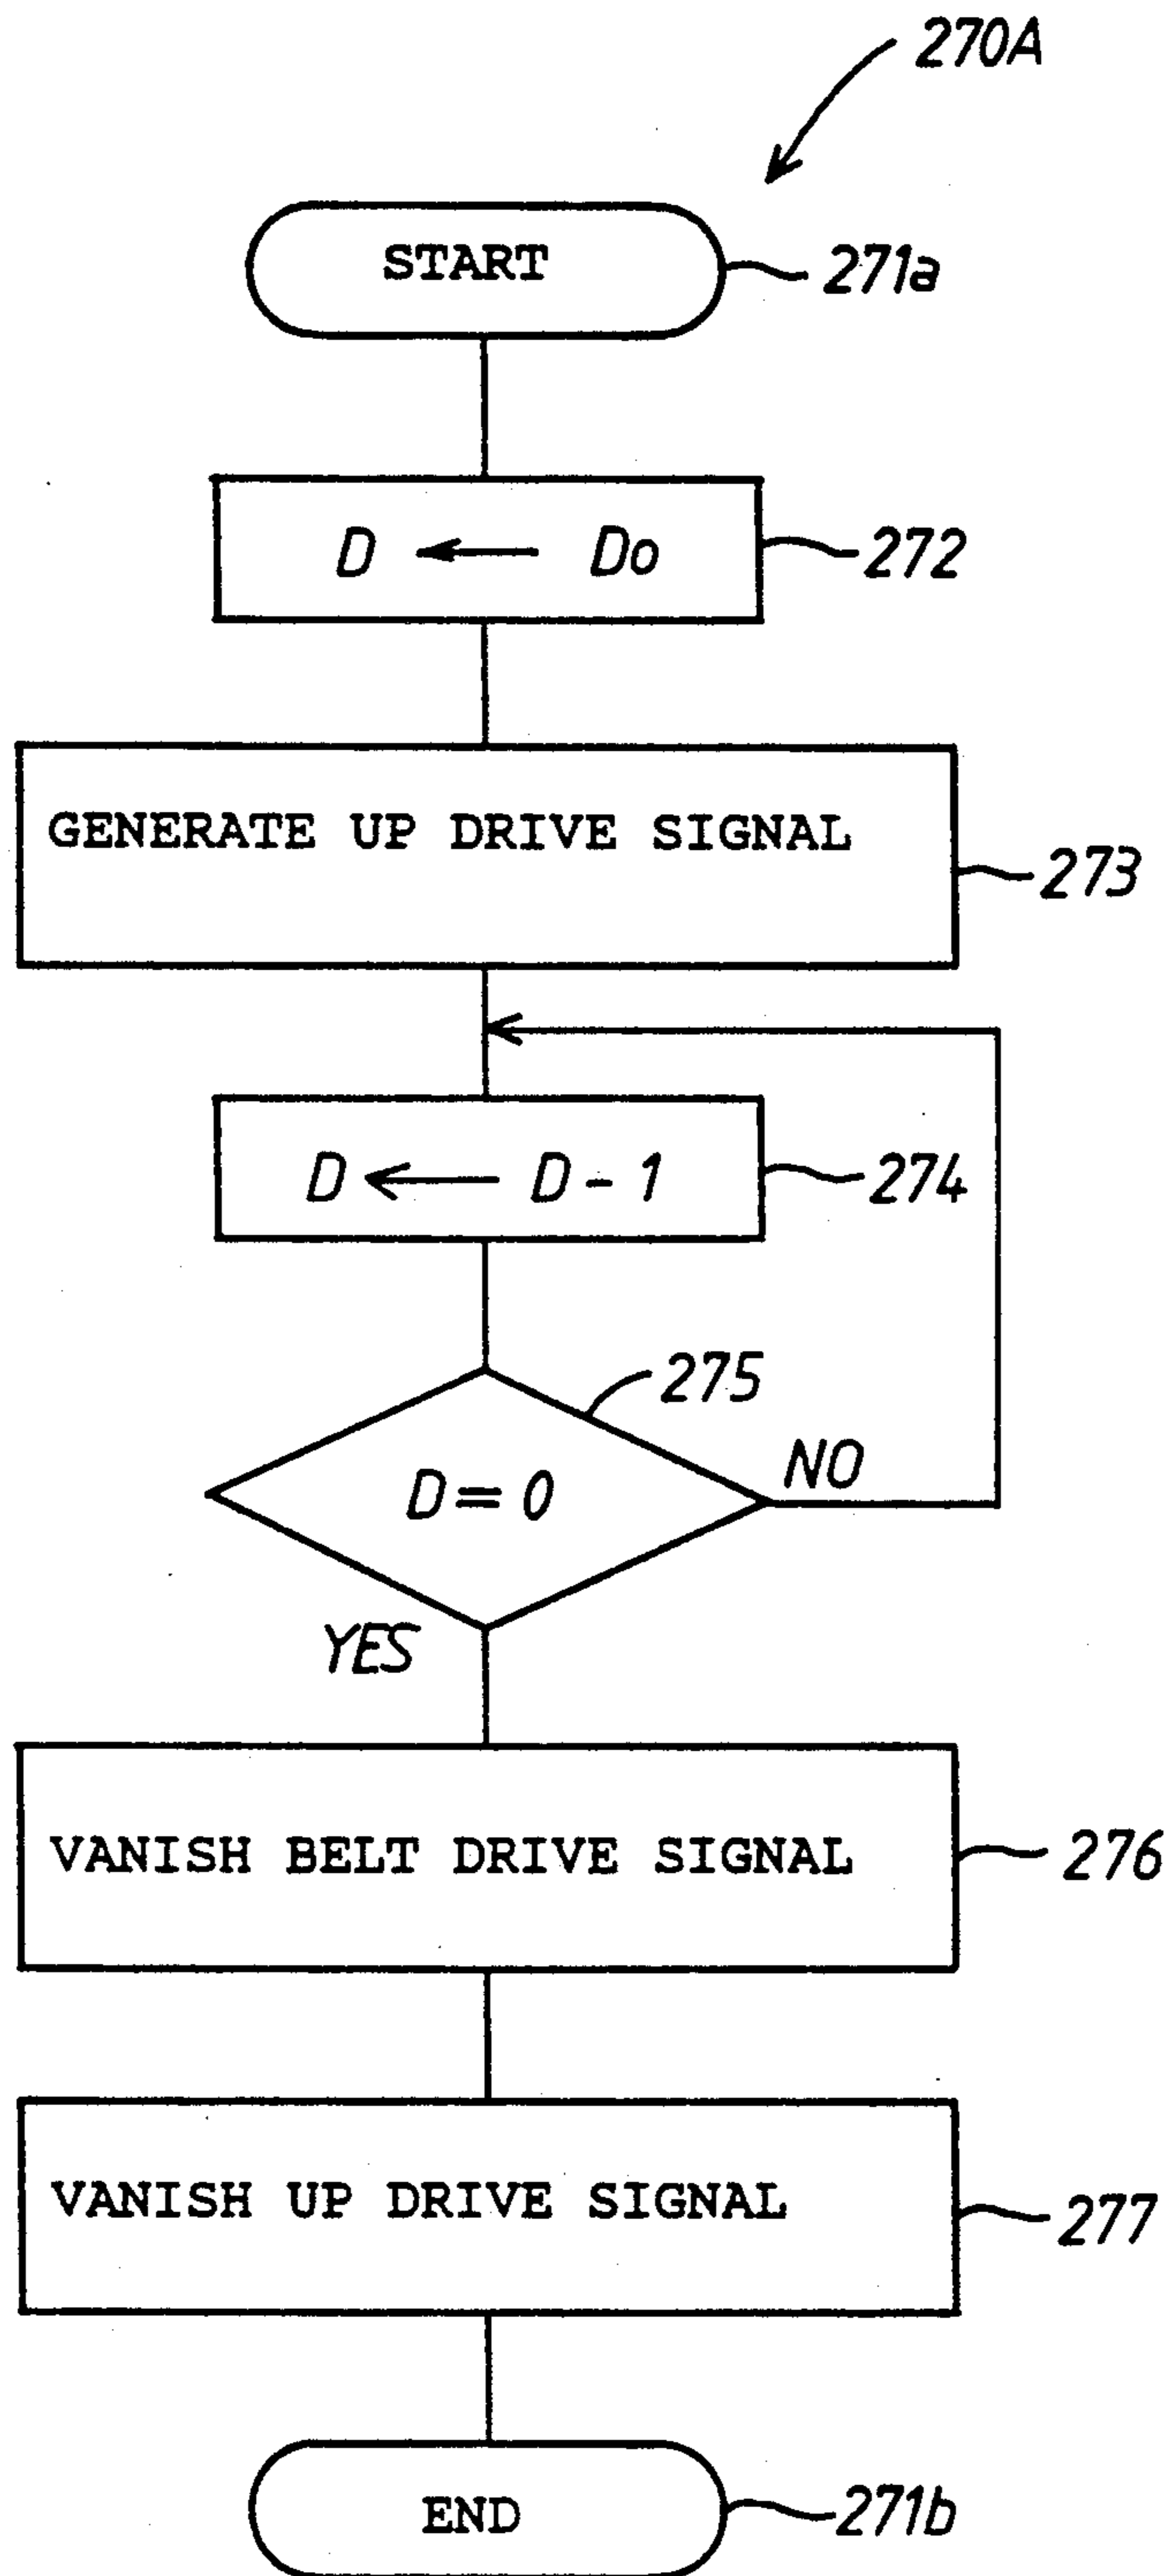 270A
START
271a
D ← Do
272
GENERATE UP DRIVE SIGNAL
273
D ← D - 1
274
275
D = 0
NO
YES
VANISH BELT DRIVE SIGNAL
276
VANISH UP DRIVE SIGNAL
277
END
271b